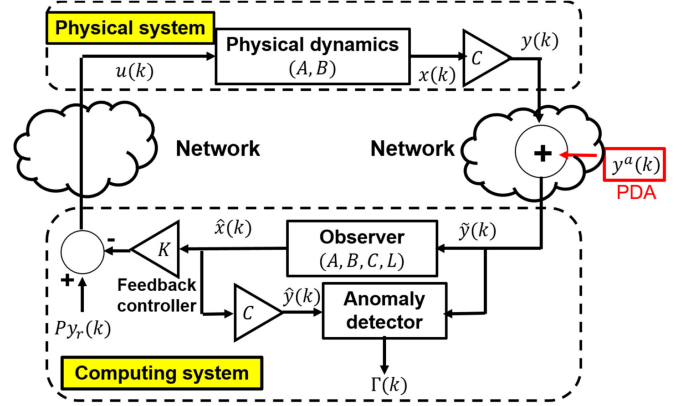 Physical system
Physical dynamics
(A, B)
u(k)
x(k)
C
y(k)
Network
Network
+
y^a(k)
PDA
x̂(k)
Observer
(A, B, C, L)
ỹ(k)
-
K
+
Feedback
controller
C
ŷ(k)
Anomaly
detector
Py_r(k)
Computing system
Γ(k)